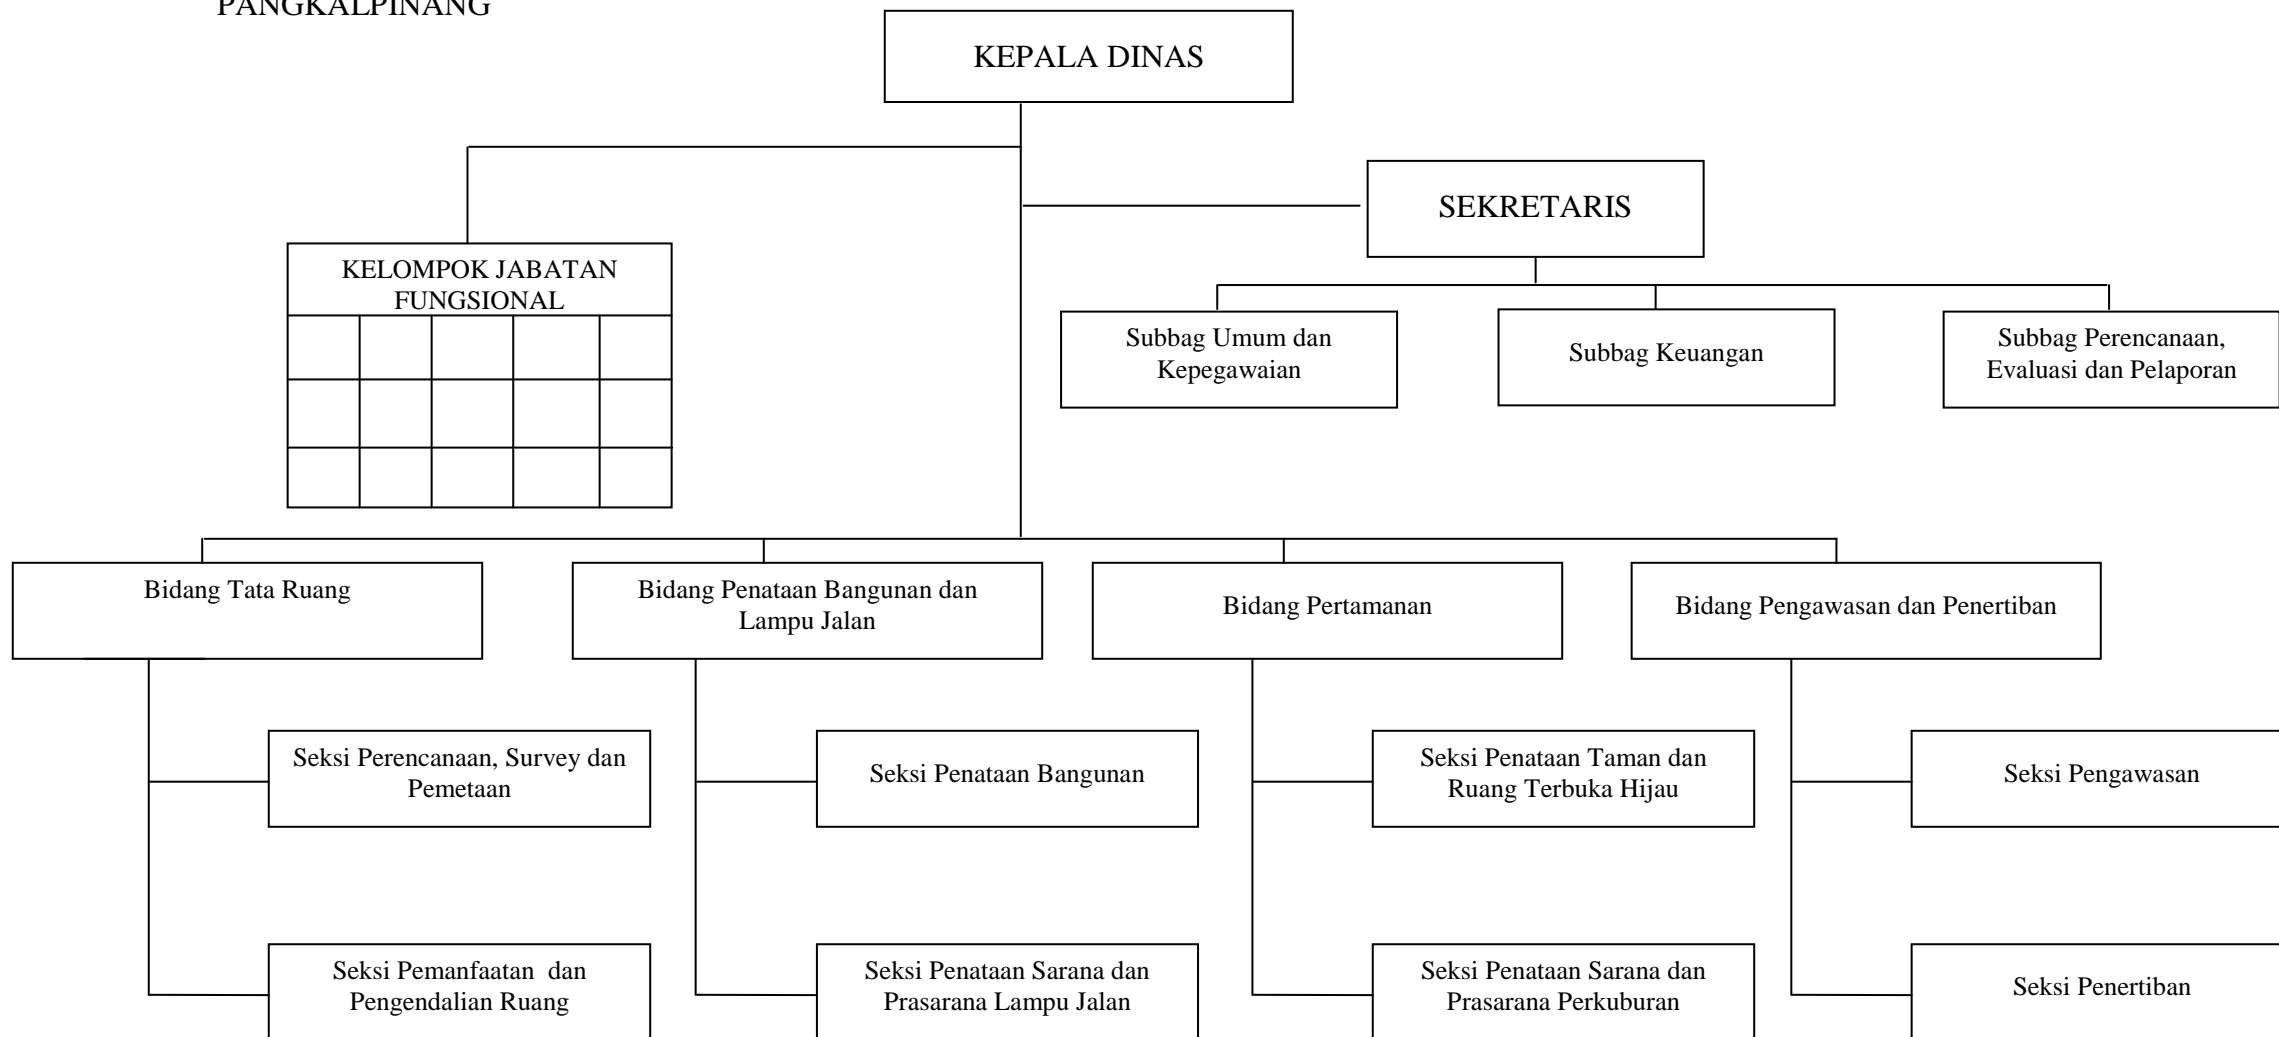 PANGKALPINANG
KEPALA DINAS
SEKRETARIS
KELOMPOK JABATAN
FUNGSIONAL
Subbag Umum dan
Kepegawaian
Subbag Keuangan
Subbag Perencanaan,
Evaluasi dan Pelaporan
Bidang Tata Ruang
Bidang Penataan Bangunan dan
Lampu Jalan
Bidang Pertamanan
Bidang Pengawasan dan Penertiban
Seksi Perencanaan, Survey dan
Pemetaan
Seksi Penataan Bangunan
Seksi Penataan Taman dan
Ruang Terbuka Hijau
Seksi Pengawasan
Seksi Pemanfaatan  dan
Pengendalian Ruang
Seksi Penataan Sarana dan
Prasarana Lampu Jalan
Seksi Penataan Sarana dan
Prasarana Perkuburan
Seksi Penertiban